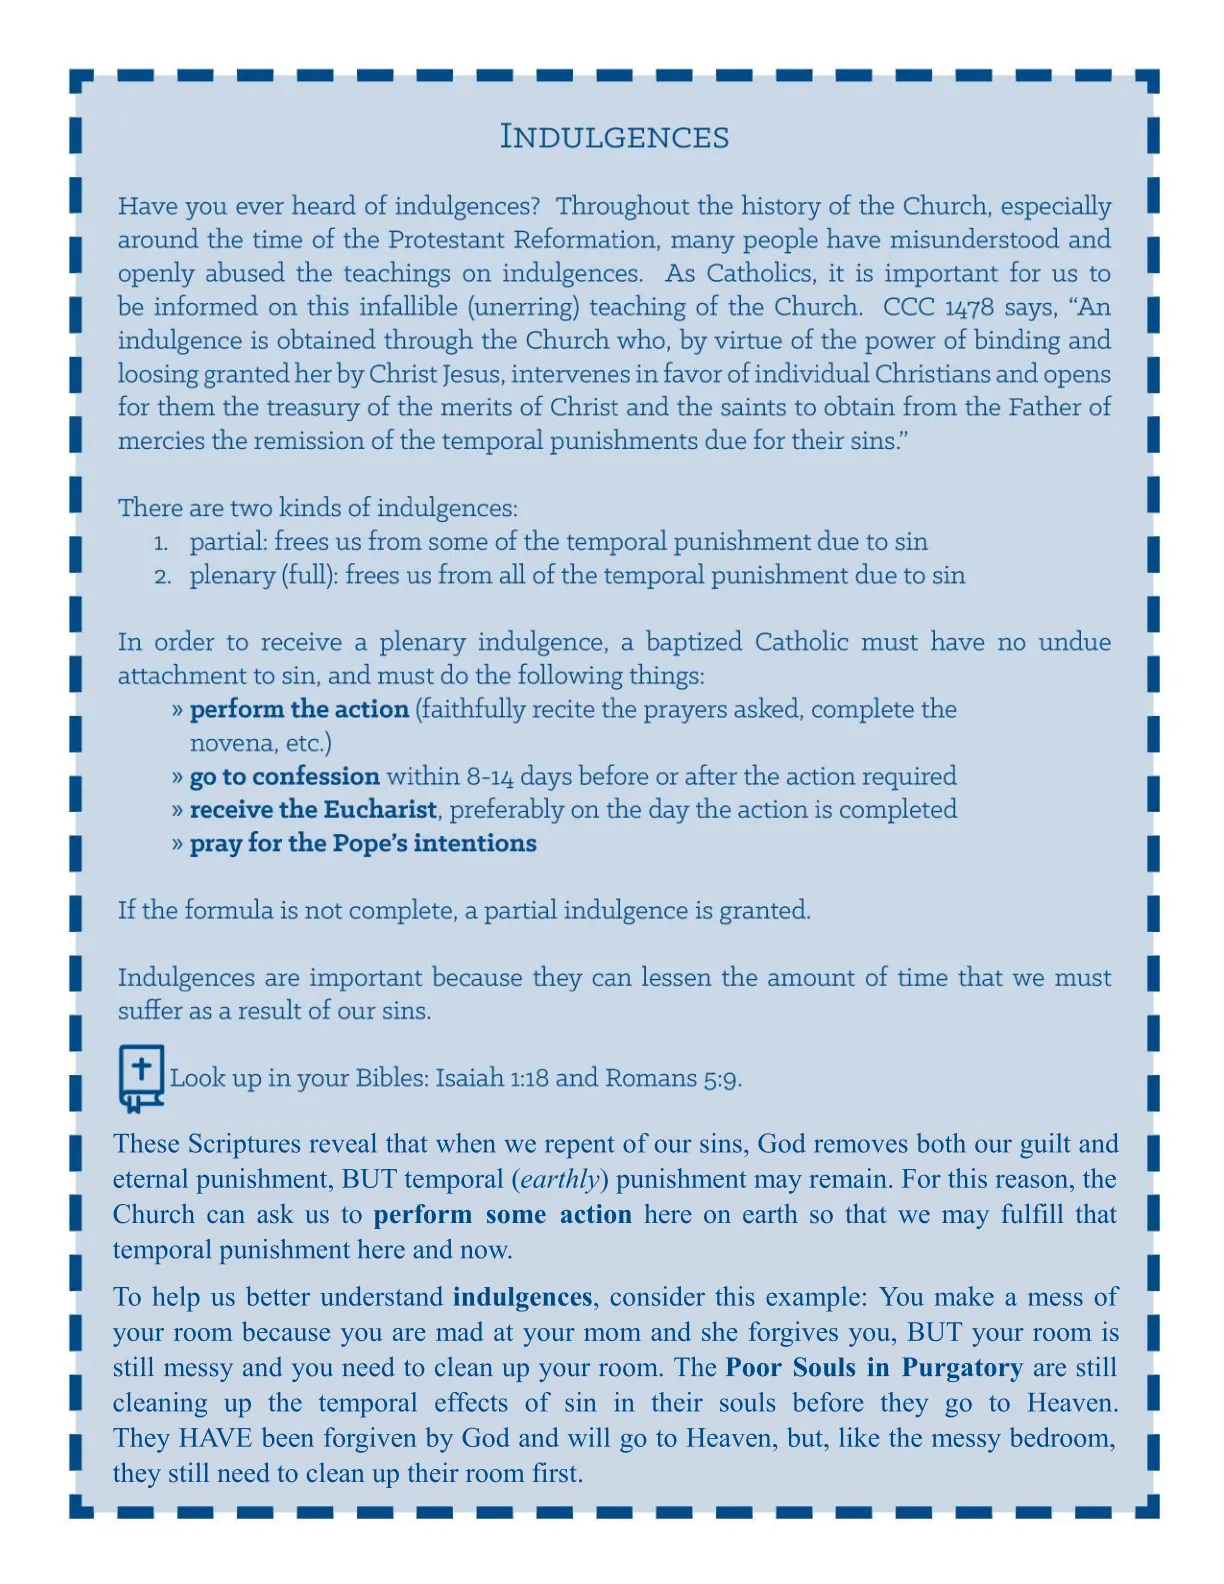 INDULGENCES
Have you ever heard of indulgences?  Throughout the history of the Church, especially
around the time of the Protestant Reformation, many people have misunderstood and
openly abused the teachings on indulgences.  As Catholics, it is important for us to
be informed on this infallible (unerring) teaching of the Church.  CCC 1478 says, “An
indulgence is obtained through the Church who, by virtue of the power of binding and
loosing granted her by Christ Jesus, intervenes in favor of individual Christians and opens
for them the treasury of the merits of Christ and the saints to obtain from the Father of
mercies the remission of the temporal punishments due for their sins.”
There are two kinds of indulgences:
1. partial: frees us from some of the temporal punishment due to sin
2. plenary (full): frees us from all of the temporal punishment due to sin
In order to receive a plenary indulgence, a baptized Catholic must have no undue
attachment to sin, and must do the following things:
» perform the action (faithfully recite the prayers asked, complete the
novena, etc.)
» go to confession within 8-14 days before or after the action required
» receive the Eucharist, preferably on the day the action is completed
» pray for the Pope’s intentions
If the formula is not complete, a partial indulgence is granted.
Indulgences are important because they can lessen the amount of time that we must
suffer as a result of our sins.
Look up in your Bibles: Isaiah 1:18 and Romans 5:9.
These Scriptures reveal that when we repent of our sins, God removes both our guilt and
eternal punishment, BUT temporal (earthly) punishment may remain. For this reason, the
Church can ask us to perform some action here on earth so that we may fulfill that
temporal punishment here and now.
To help us better understand indulgences, consider this example: You make a mess of
your room because you are mad at your mom and she forgives you, BUT your room is
still messy and you need to clean up your room. The Poor Souls in Purgatory are still
cleaning up the temporal effects of sin in their souls before they go to Heaven.
They HAVE been forgiven by God and will go to Heaven, but, like the messy bedroom,
they still need to clean up their room first.